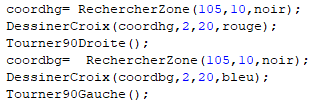 coordhg= RechercherZone(105,10,noir);
DessinerCroix(coordhg,2,20,rouge);
Tourner90Droite();
coordbg=  RechercherZone(105,10,noir);
DessinerCroix(coordbg,2,20,bleu);
Tourner90Gauche();